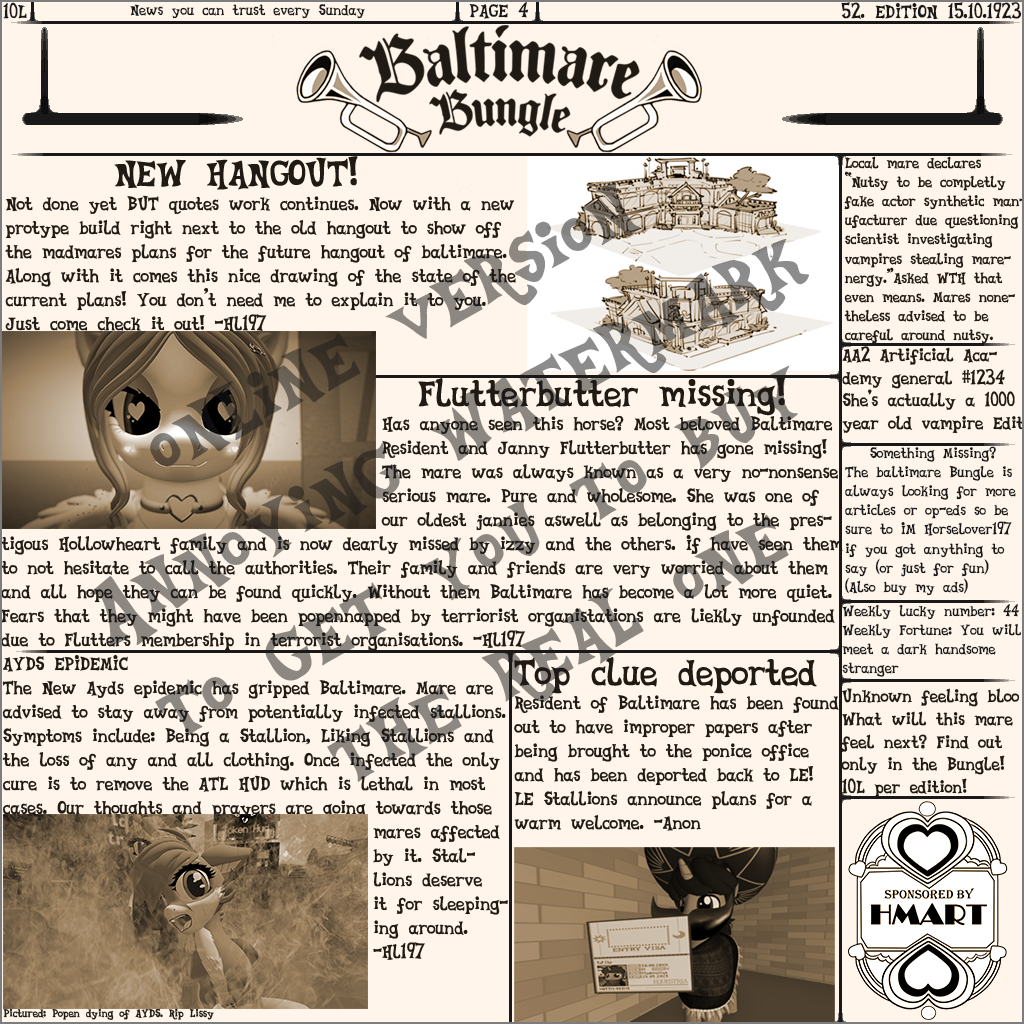 10L
News you can trust every Sunday
PAGE 4
52. EDITION 15.10.1923
Baltimare
Bungle
NEW HANGOUT!
Not done yet BUT quotes work continues. Now with a new
protype build right next to the old hangout to show off
the madmares plans for the future hangout of baltimare.
Along with it comes this nice drawing of the state of the
current plans! You don't need me to explain it to you.
Just come check it out! -HL197
Flutterbutter missing!
Has anyone seen this horse? Most beloved Baltimare
Resident and Janny Flutterbutter has gone missing!
The mare was always known as a very no-nonsense
serious mare. Pure and wholesome. She was one of
our oldest jannies aswell as belonging to the pres-
tigous Hollowheart family and is now dearly missed by izzy and the others. if have seen them
to not hesitate to call the authorities. Their family and friends are very worried about them
and all hope they can be found quickly. Without them Baltimare has become a lot more quiet.
Fears that they might have been popennapped by terriorist organistations are liekly unfounded
due to Flutters membership in terrorist organisations. -HL197
AYDS EPIDEMIC
The New Ayds epidemic has gripped Baltimare. Mare are
advised to stay away from potentially infected stallions.
Symptoms include: Being a Stallion, Liking Stallions and
the loss of any and all clothing. Once infected the only
cure is to remove the ATL HUD which is lethal in most
cases. Our thoughts and prayers are going towards those
mares affected
by it. Stal-
lions deserve
it for sleeping-
ing around.
-HL197
Pictured: Popen dying of AYDS. Rip Lissy
Top clue deported
Resident of Baltimare has been found
out to have improper papers after
being brought to the ponice office
and has been deported back to LE!
LE Stallions announce plans for a
warm welcome. -Anon
ENTRY VISA
Local mare declares
"Nutsy to be completly
fake actor synthetic man-
ufacturer due questioning
scientist investigating
vampires stealing mare-
nergy."Asked WTH that
even means. Mares none-
theless advised to be
careful around nutsy.
AA2 Artificial Aca-
demy general #1234
She's actually a 1000
year old vampire Edit
Something Missing?
The baltimare Bungle is
always looking for more
articles or op-eds so be
sure to iM Horselover197
if you got anything to
say (or just for fun)
(Also buy my ads)
Weekly lucky number: 44
Weekly Fortune: You will
meet a dark handsome
stranger
Unknown feeling bloo
What will this mare
feel next? Find out
only in the Bungle!
10L per edition!
SPONSORED BY
HMART
ONLINE VERSION
ANNOYING WATERMARK
TO GET YOU TO BUY
THE REAL ONE